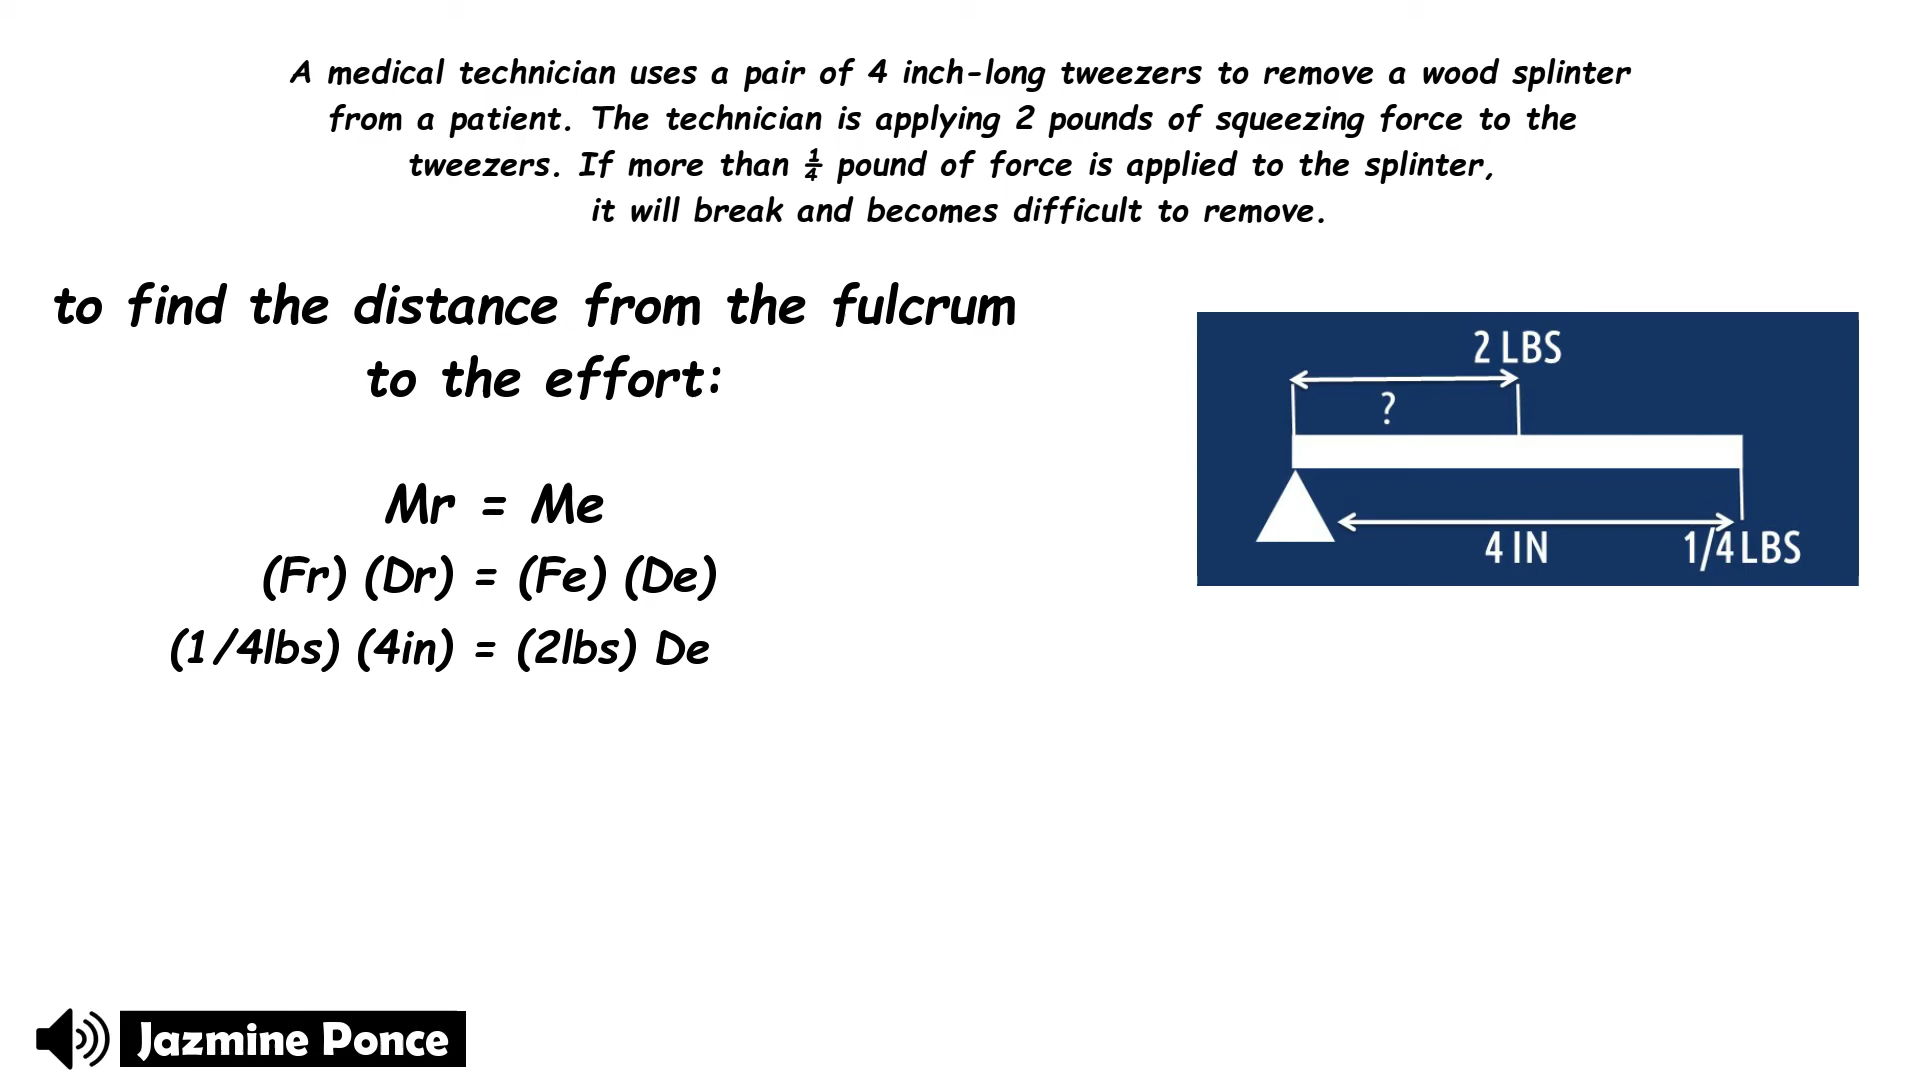 A medical technician uses a pair of 4 inch-long tweezers to remove a wood splinter
from a patient. The technician is applying 2 pounds of squeezing force to the
tweezers. If more than ¼ pound of force is applied to the splinter,
it will break and becomes difficult to remove.
to find the distance from the fulcrum
to the effort:
Mr = Me
(Fr) (Dr) = (Fe) (De)
(1/4lbs) (4in) = (2lbs) De
2 LBS
?
4 IN
1/4 LBS
Jazmine Ponce